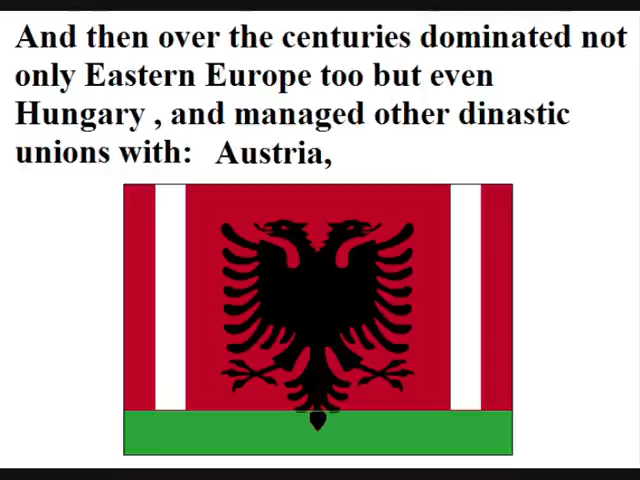 And then over the centuries dominated not
only Eastern Europe too but even
Hungary , and managed other dinastic
unions with: Austria,